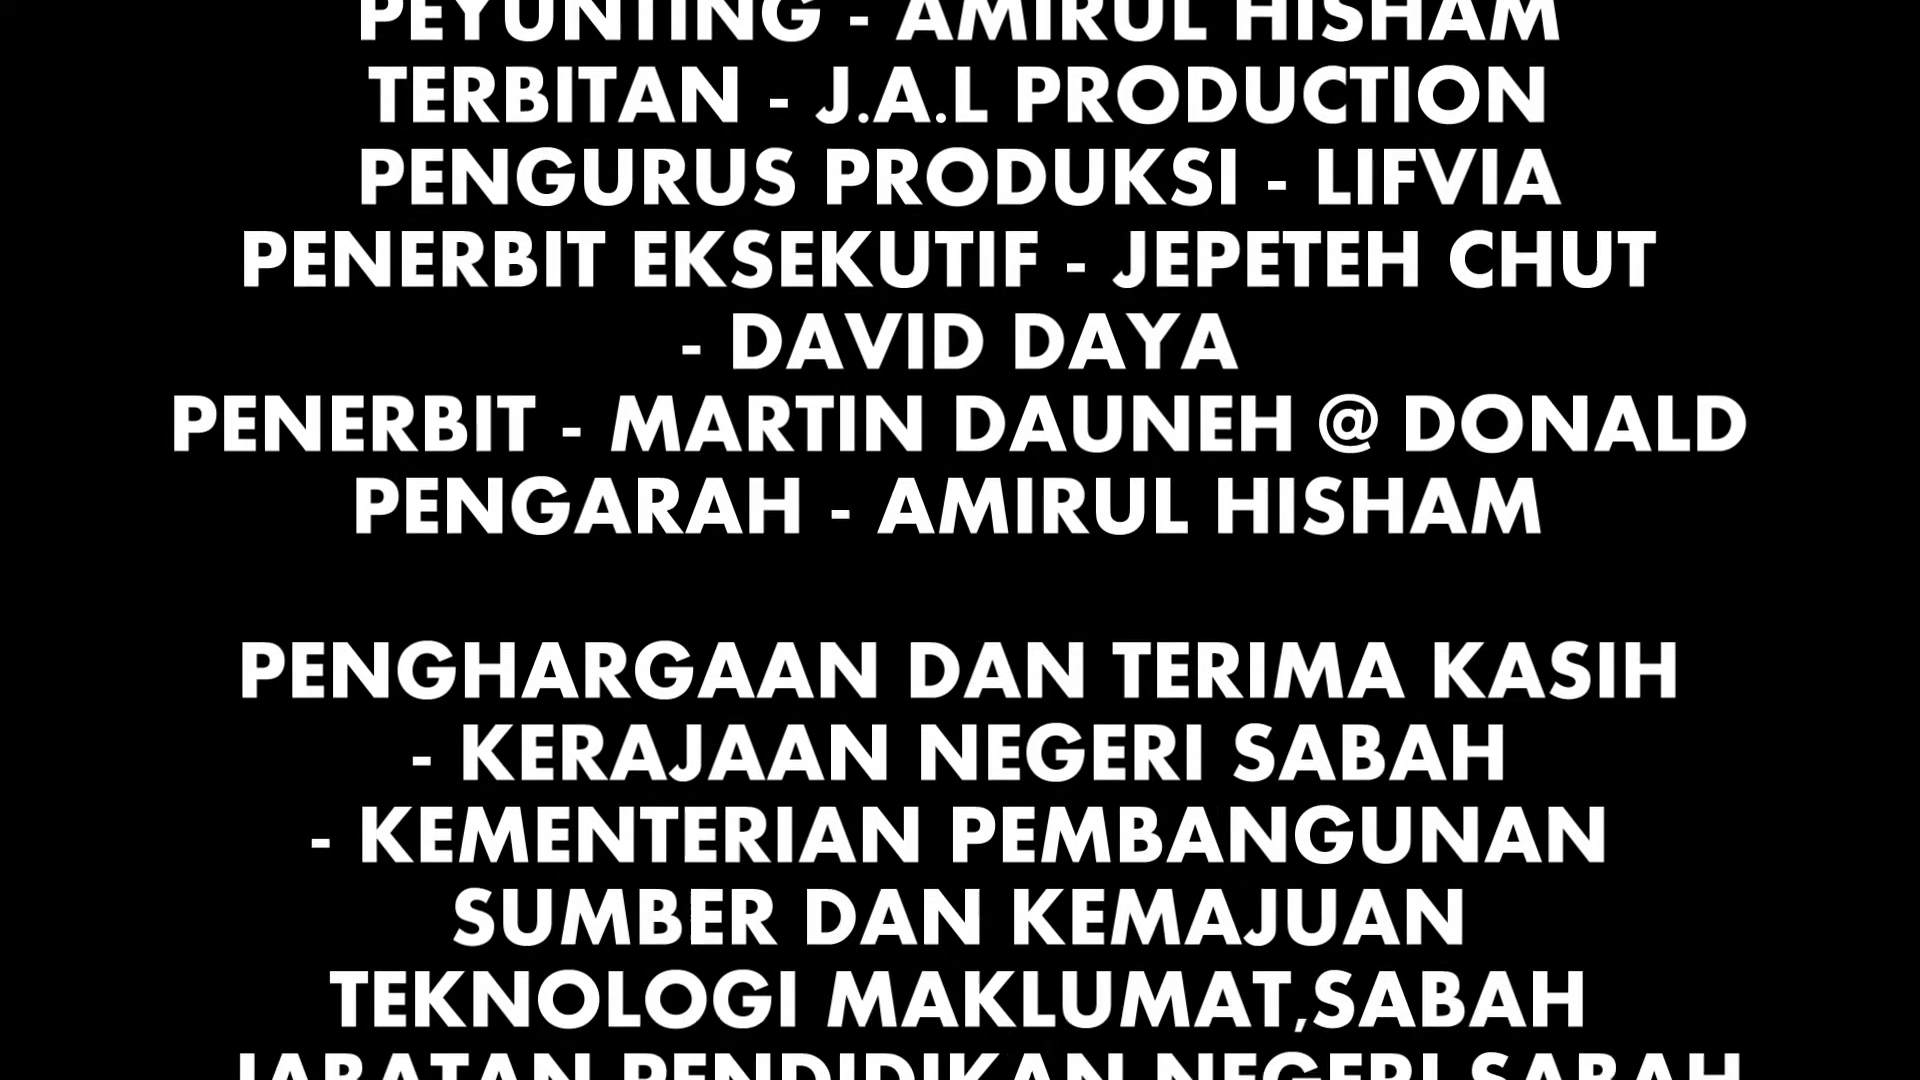 PEYUNTING - AMIRUL HISHAM
TERBITAN - J.A.L PRODUCTION
PENGURUS PRODUKSI - LIFVIA
PENERBIT EKSEKUTIF - JEPETEH CHUT
- DAVID DAYA
PENERBIT - MARTIN DAUNEH @ DONALD
PENGARAH - AMIRUL HISHAM
PENGHARGAAN DAN TERIMA KASIH
- KERAJAAN NEGERI SABAH
- KEMENTERIAN PEMBANGUNAN
SUMBER DAN KEMAJUAN
TEKNOLOGI MAKLUMAT,SABAH
JABATAN PENDIDIKAN NEGERI SABAH